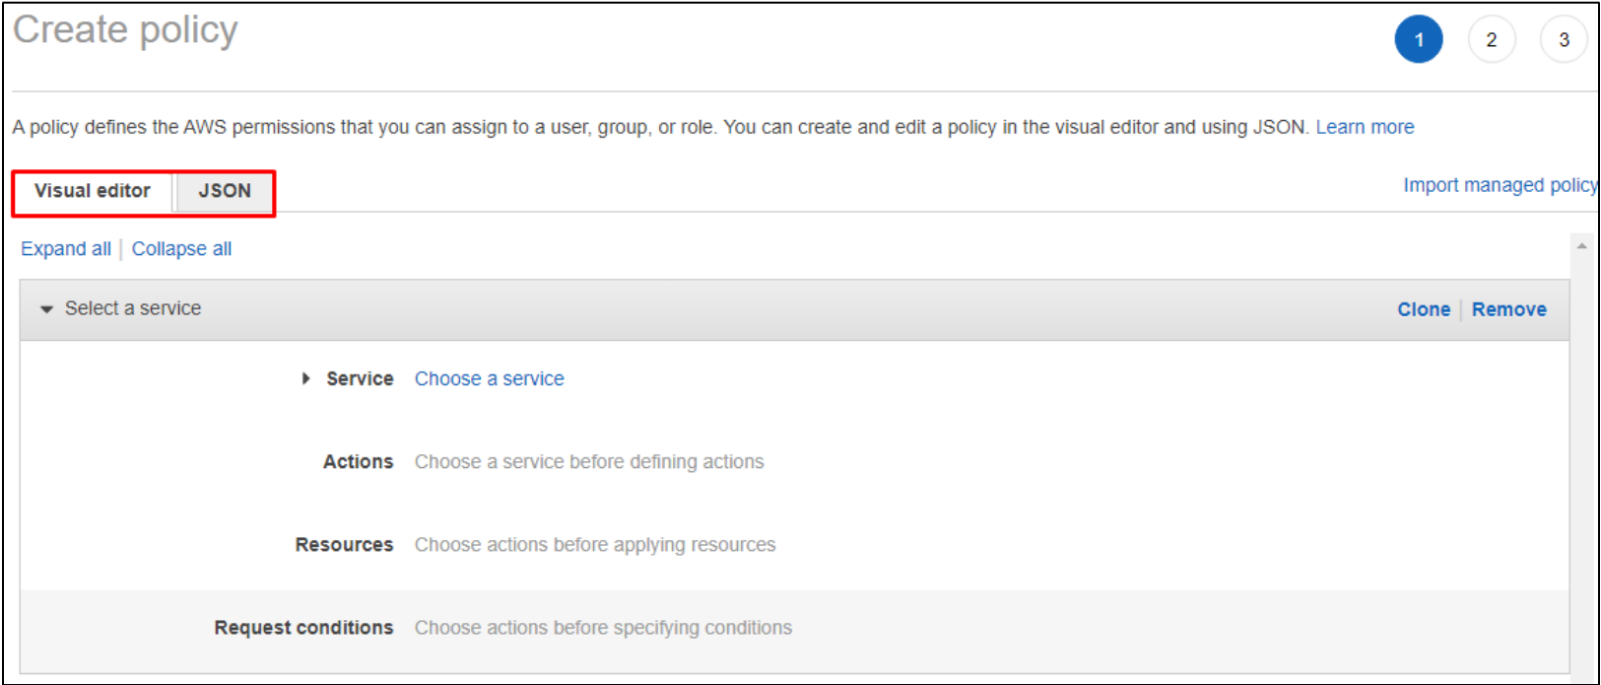 Create policy
1 2 3
A policy defines the AWS permissions that you can assign to a user, group, or role. You can create and edit a policy in the visual editor and using JSON. Learn more
Visual editor JSON
Import managed policy
Expand all | Collapse all
Select a service
Clone | Remove
Service Choose a service
Actions Choose a service before defining actions
Resources Choose actions before applying resources
Request conditions Choose actions before specifying conditions